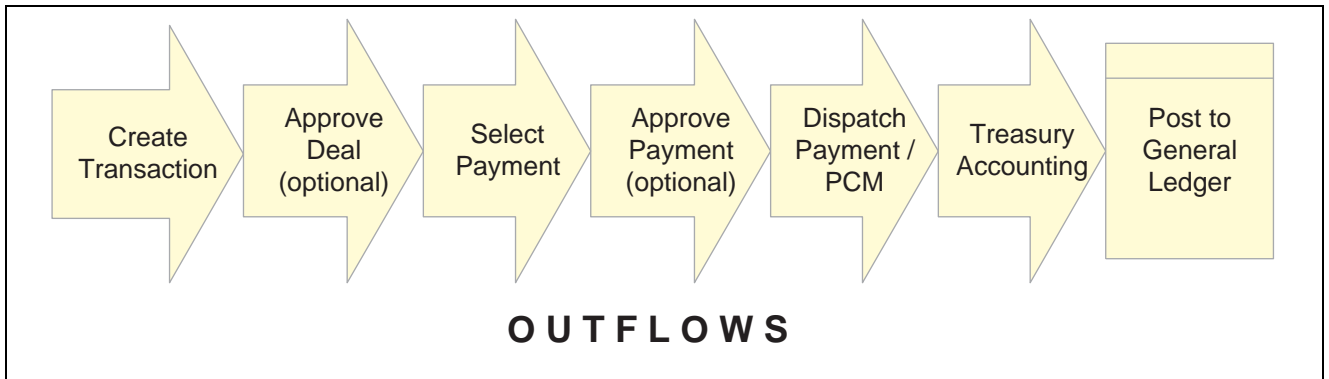 Create
Transaction
Approve
Deal
(optional)
Select
Payment
Approve
Payment
(optional)
Dispatch
Payment /
PCM
Treasury
Accounting
Post to
General
Ledger
OUTFLOWS